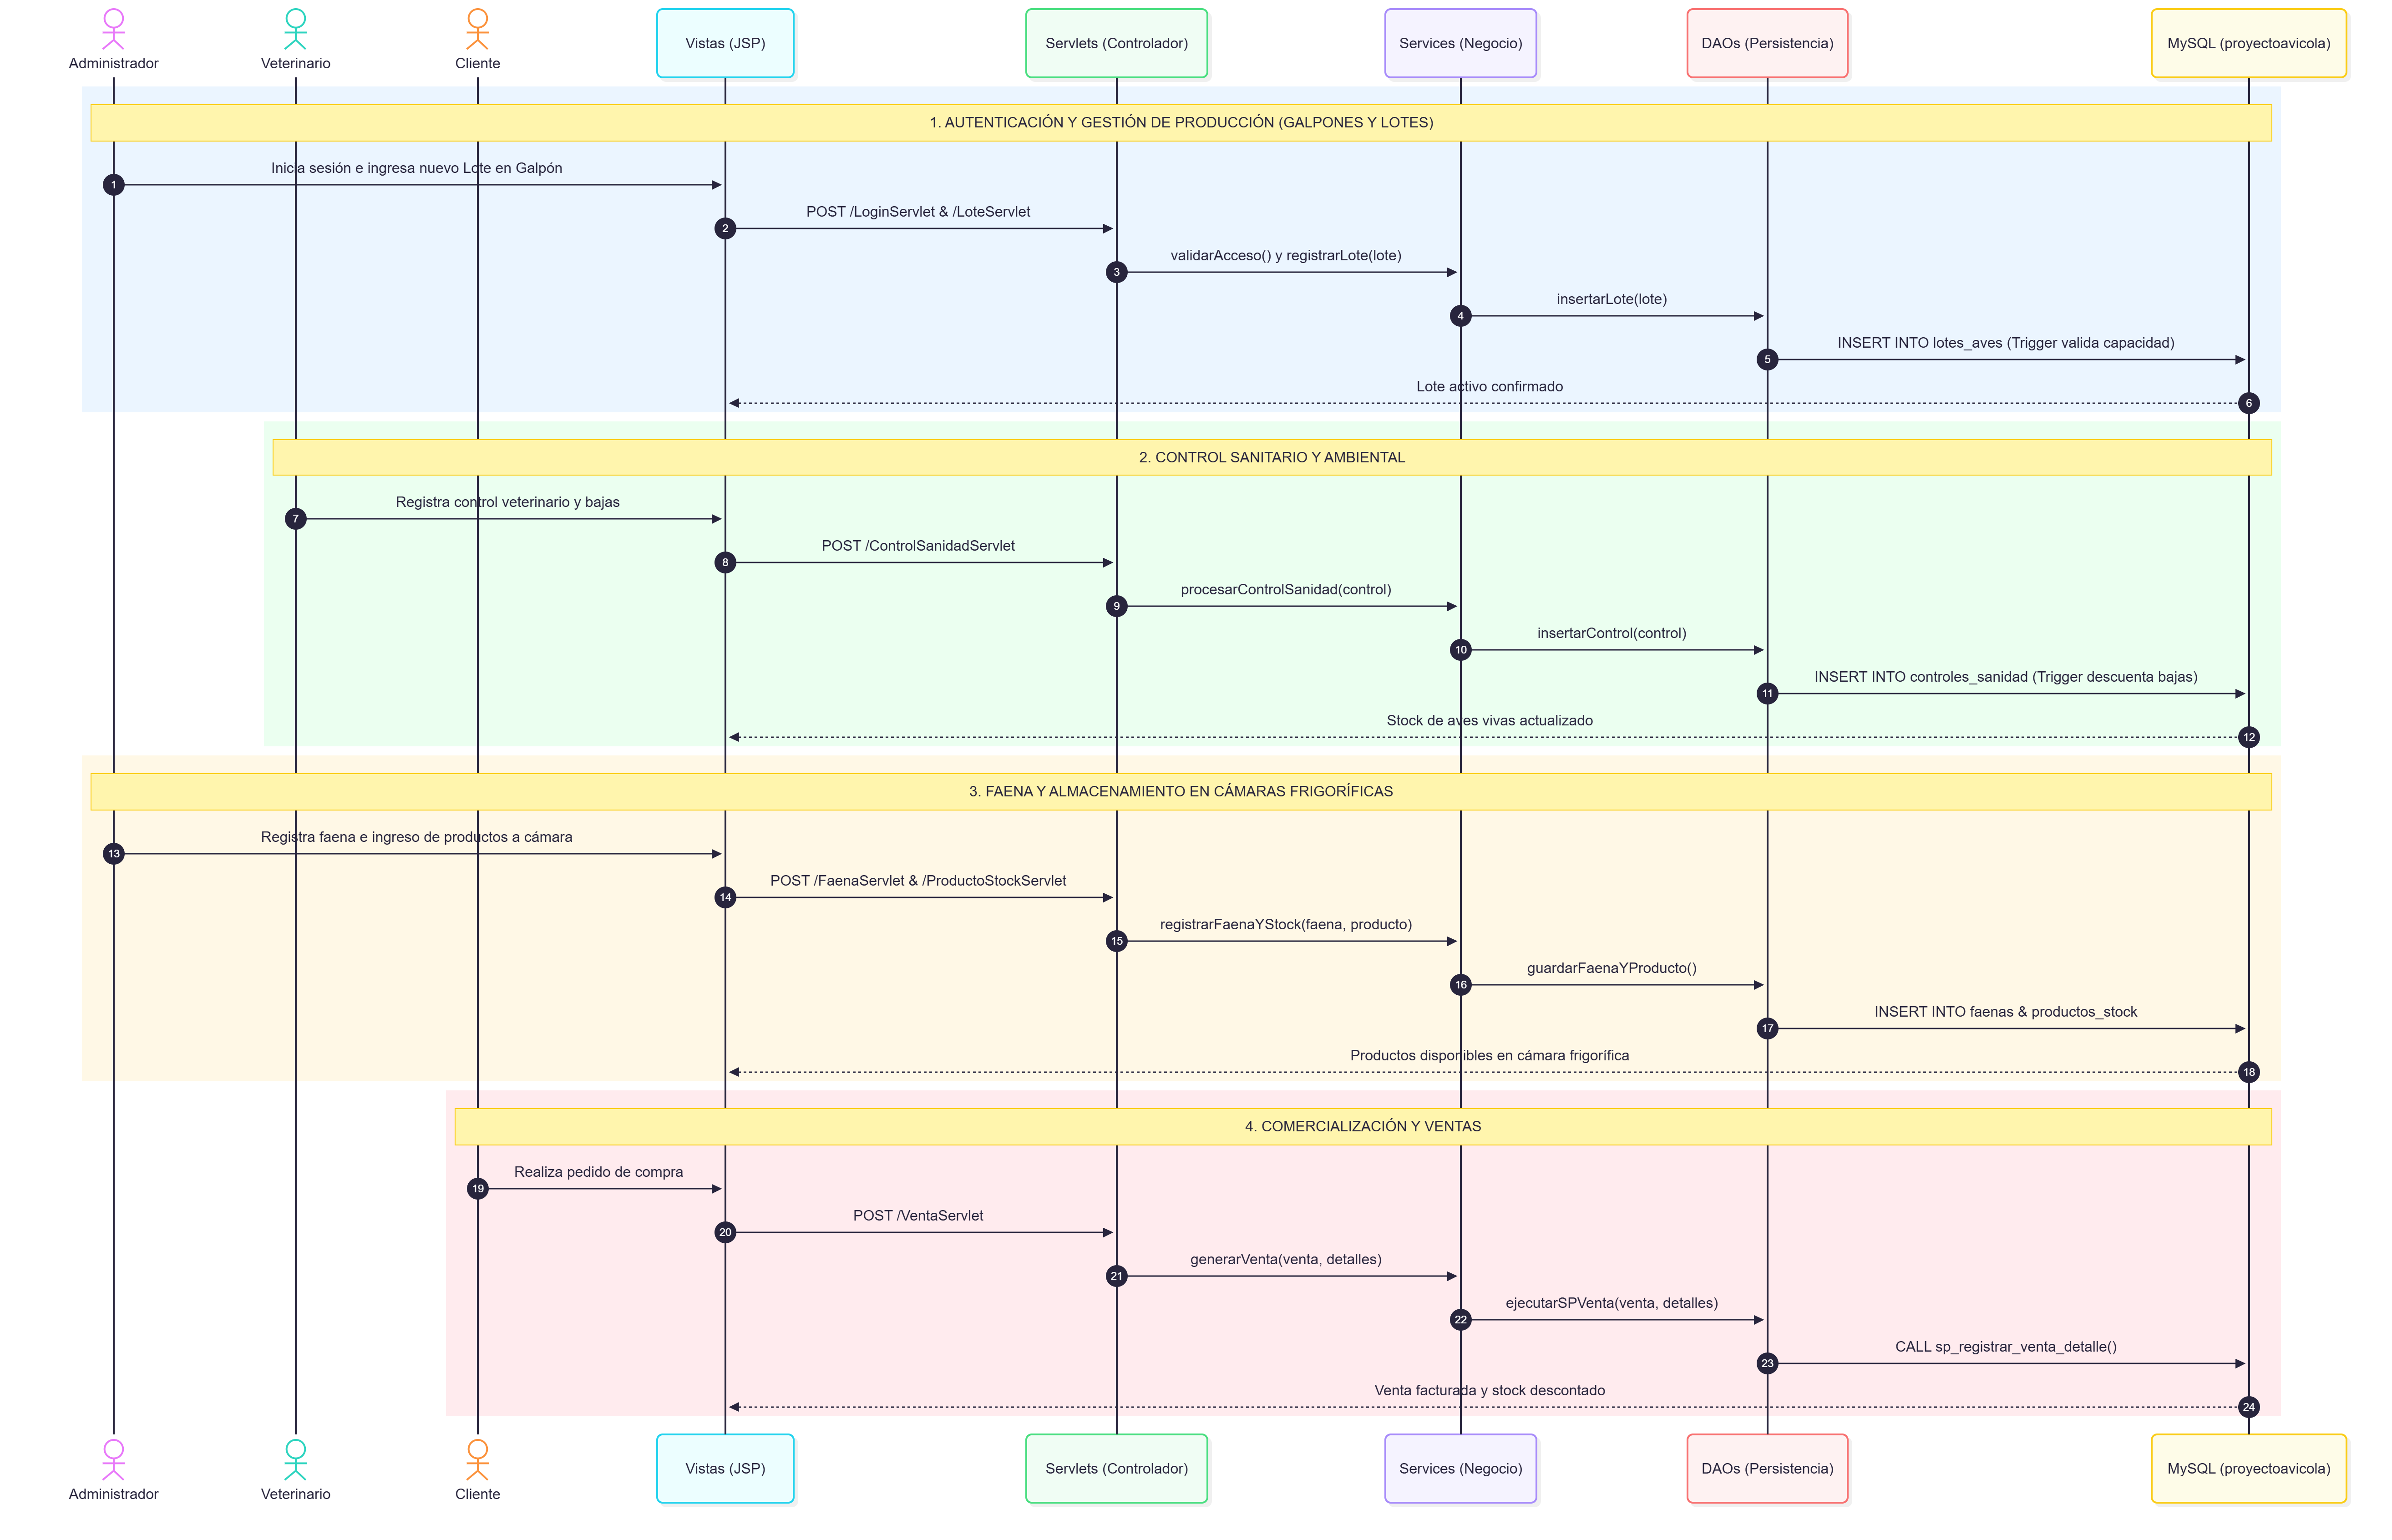 Administrador
Veterinario
Cliente
Vistas (JSP)
Servlets (Controlador)
Services (Negocio)
DAOs (Persistencia)
MySQL (proyectoavicola)
1. AUTENTICACIÓN Y GESTIÓN DE PRODUCCIÓN (GALPONES Y LOTES)
Inicia sesión e ingresa nuevo Lote en Galpón
1
POST /LoginServlet & /LoteServlet
2
validarAcceso() y registrarLote(lote)
3
insertarLote(lote)
4
INSERT INTO lotes_aves (Trigger valida capacidad)
5
Lote activo confirmado
6
2. CONTROL SANITARIO Y AMBIENTAL
Registra control veterinario y bajas
7
POST /ControlSanidadServlet
8
procesarControlSanidad(control)
9
insertarControl(control)
10
INSERT INTO controles_sanidad (Trigger descuenta bajas)
11
Stock de aves vivas actualizado
12
3. FAENA Y ALMACENAMIENTO EN CÁMARAS FRIGORÍFICAS
Registra faena e ingreso de productos a cámara
13
POST /FaenaServlet & /ProductoStockServlet
14
registrarFaenaYStock(faena, producto)
15
guardarFaenaYProducto()
16
INSERT INTO faenas & productos_stock
17
Productos disponibles en cámara frigorífica
18
4. COMERCIALIZACIÓN Y VENTAS
Realiza pedido de compra
19
POST /VentaServlet
20
generarVenta(venta, detalles)
21
ejecutarSPVenta(venta, detalles)
22
CALL sp_registrar_venta_detalle()
23
Venta facturada y stock descontado
24
Administrador
Veterinario
Cliente
Vistas (JSP)
Servlets (Controlador)
Services (Negocio)
DAOs (Persistencia)
MySQL (proyectoavicola)